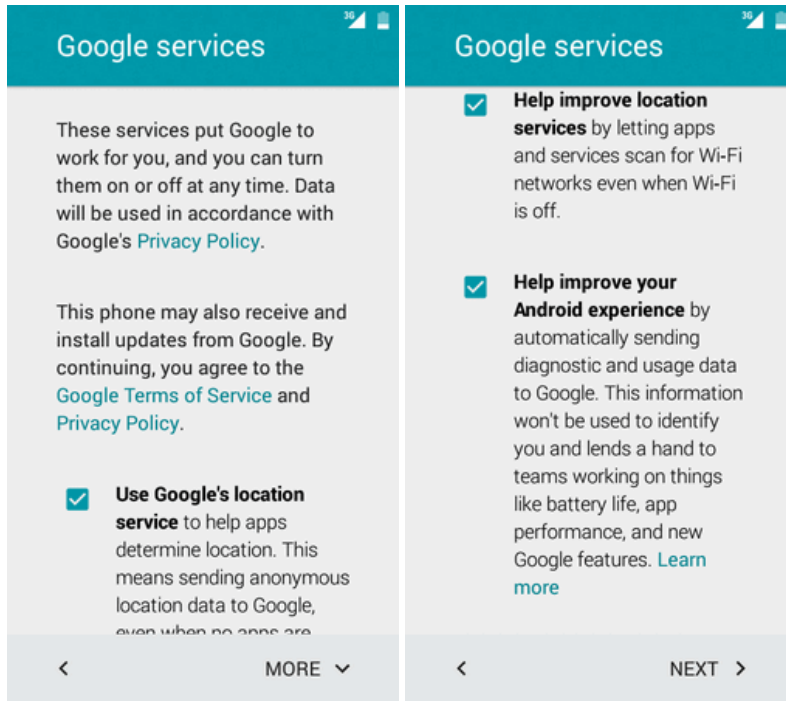 3G
Google services
These services put Google to
work for you, and you can turn
them on or off at any time. Data
will be used in accordance with
Google's Privacy Policy.
This phone may also receive and
install updates from Google. By
continuing, you agree to the
Google Terms of Service and
Privacy Policy.
Use Google's location
service to help apps
determine location. This
means sending anonymous
location data to Google,
even when no apps are
MORE
3G
Google services
Help improve location
services by letting apps
and services scan for Wi-Fi
networks even when Wi-Fi
is off.
Help improve your
Android experience by
automatically sending
diagnostic and usage data
to Google. This information
won't be used to identify
you and lends a hand to
teams working on things
like battery life, app
performance, and new
Google features. Learn
more
NEXT